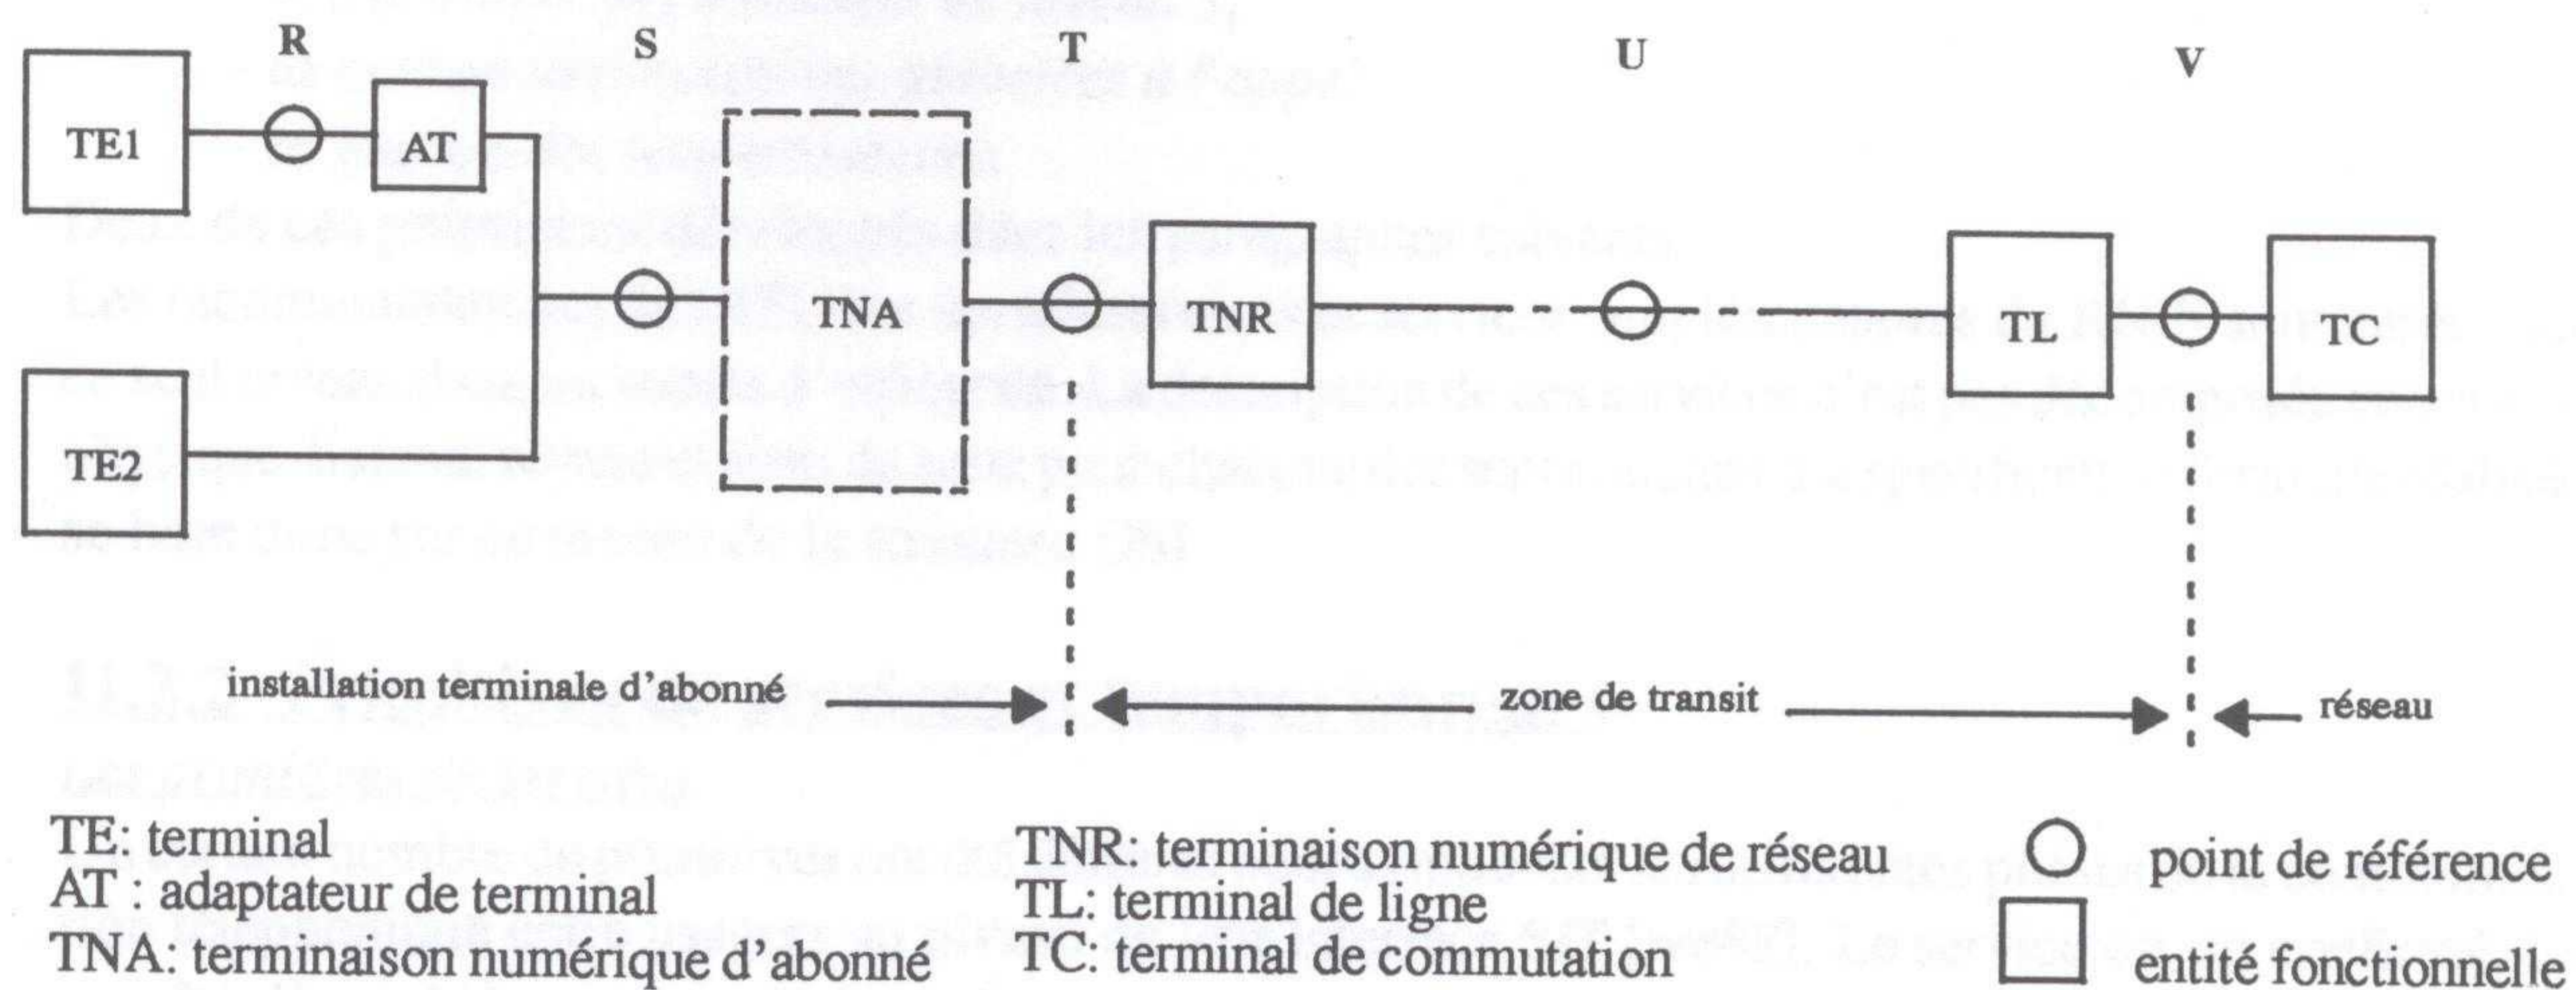 R S T U V
TE1 AT
TNA TNR TL TC
TE2
installation terminale d'abonné zone de transit réseau
TE: terminal
AT : adaptateur de terminal
TNA: terminaison numérique d'abonné
TNR: terminaison numérique de réseau
TL: terminal de ligne
TC: terminal de commutation
point de référence
entité fonctionnelle